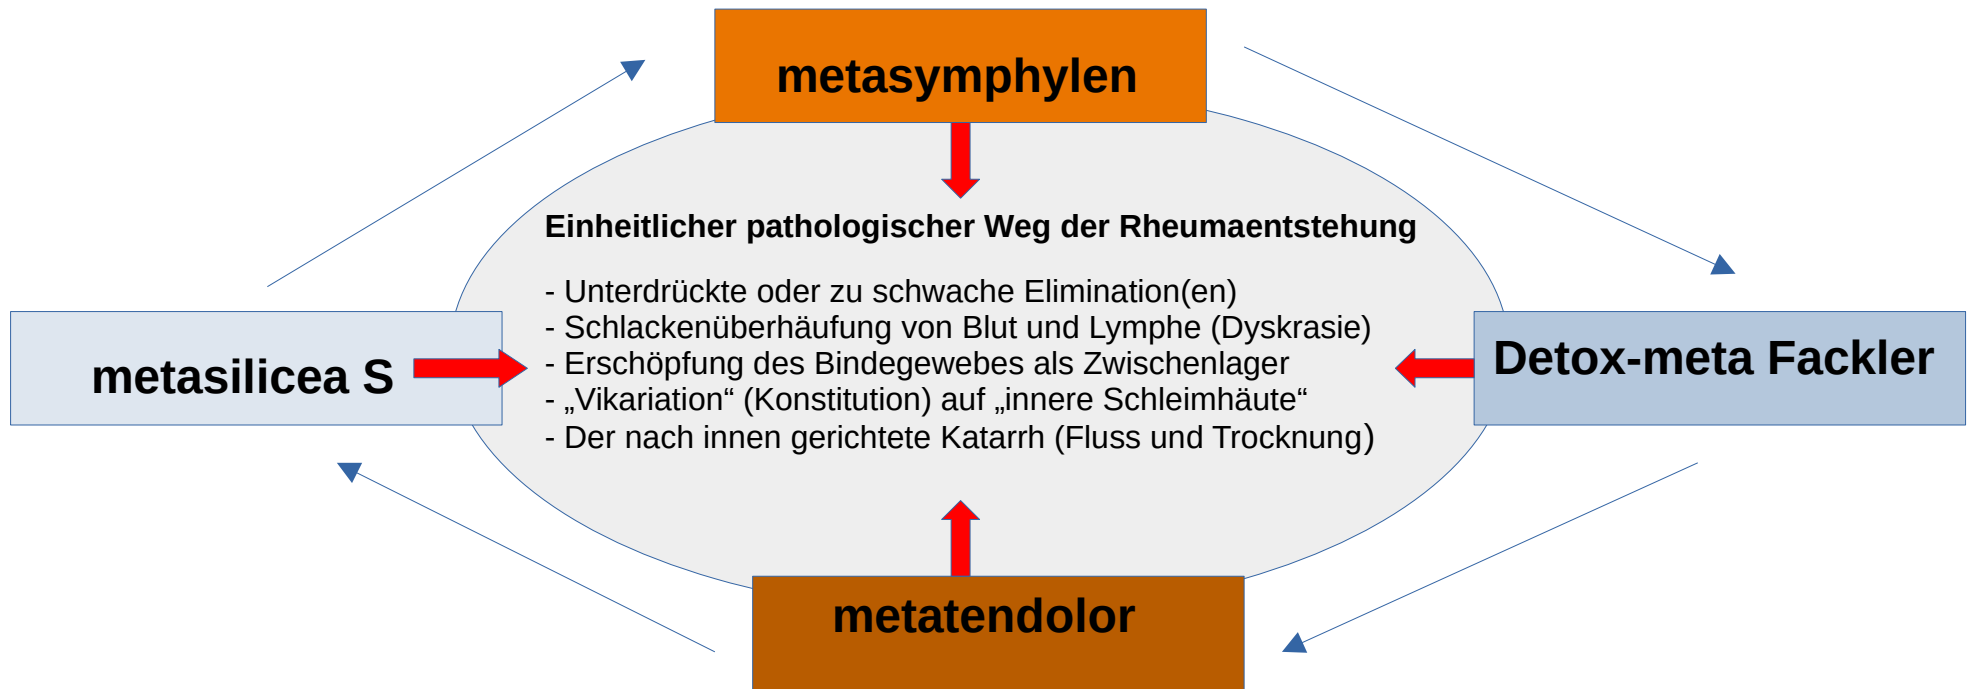 metasymphylen
Einheitlicher pathologischer Weg der Rheumaentstehung
- Unterdrückte oder zu schwache Elimination(en)
- Schlackenüberhäufung von Blut und Lymphe (Dyskrasie)
- Erschöpfung des Bindegewebes als Zwischenlager
- „Vikariation“ (Konstitution) auf „innere Schleimhäute“
- Der nach innen gerichtete Katarrh (Fluss und Trocknung)
metasilicea S
Detox-meta Fackler
metatendolor